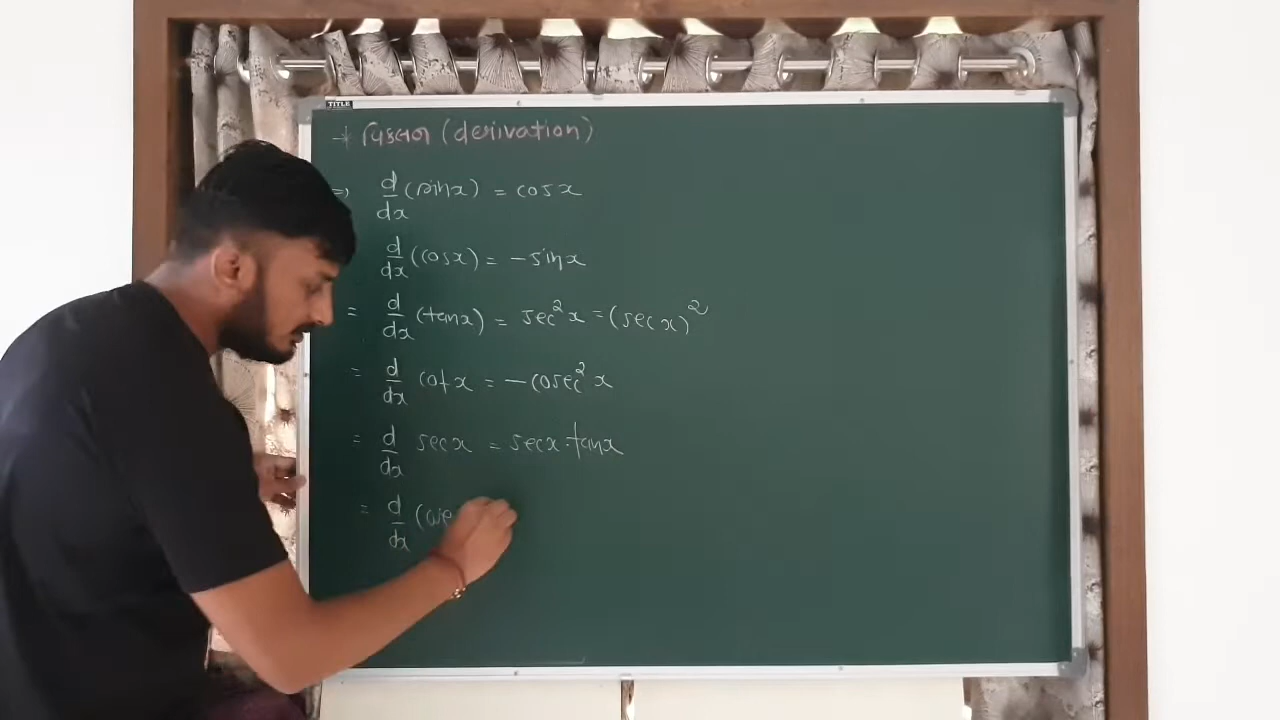 TITLE
* વિકલન (derivation)
⇒ d/dx (sinx) = cosx
d/dx (cosx) = -sinx
= d/dx (tanx) = sec²x = (secx)²
= d/dx cotx = -cosec²x
= d/dx secx = secx·tanx
= d/dx (